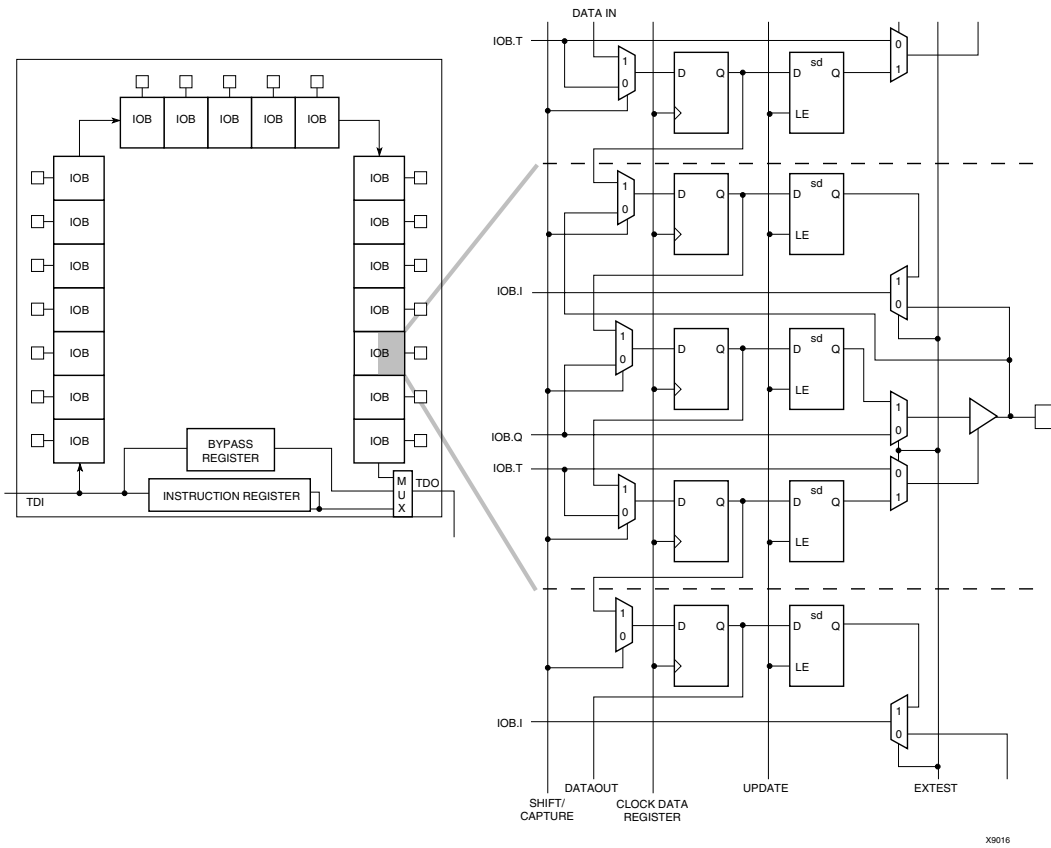 DATA IN
IOB.T
1
0
D Q
sd
D Q
LE
0
1
IOB IOB IOB IOB IOB
IOB
IOB
IOB
IOB
IOB
IOB
IOB
IOB
IOB
IOB
IOB
IOB
IOB
IOB
BYPASS
REGISTER
INSTRUCTION REGISTER
M
U
X
TDO
TDI
1
0
D Q
sd
D Q
LE
1
0
IOB.I
1
0
D Q
sd
D Q
LE
1
0
IOB.Q
IOB.T
0
1
1
0
D Q
sd
D Q
LE
1
0
D Q
sd
D Q
LE
IOB.I
1
0
SHIFT/
CAPTURE
DATAOUT
CLOCK DATA
REGISTER
UPDATE
EXTEST
X9016